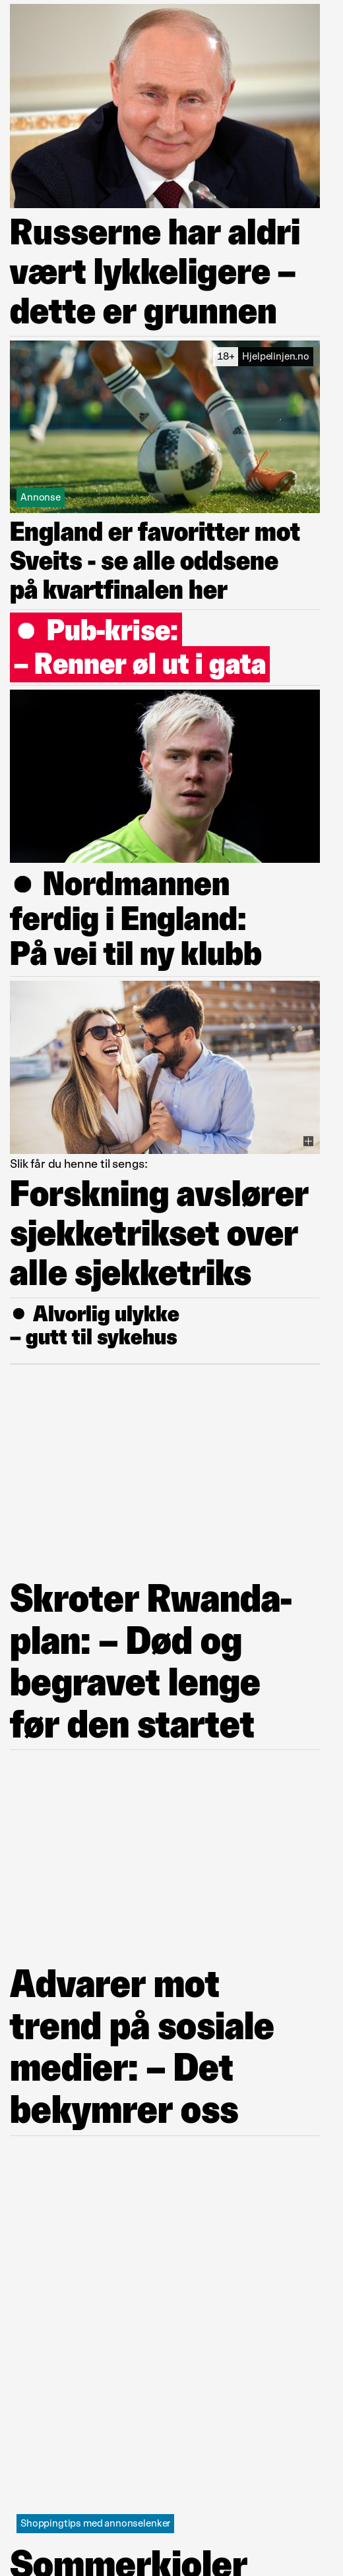 Russerne har aldri
vært lykkeligere –
dette er grunnen
18+ Hjelpelinjen.no
Annonse
England er favoritter mot
Sveits - se alle oddsene
på kvartfinalen her
Pub-krise:
– Renner øl ut i gata
Nordmannen
ferdig i England:
På vei til ny klubb
Slik får du henne til sengs:
Forskning avslører
sjekketrikset over
alle sjekketriks
Alvorlig ulykke
– gutt til sykehus
Skroter Rwanda-
plan: – Død og
begravet lenge
før den startet
Advarer mot
trend på sosiale
medier: – Det
bekymrer oss
Shoppingtips med annonselenker
Sommerkjoler